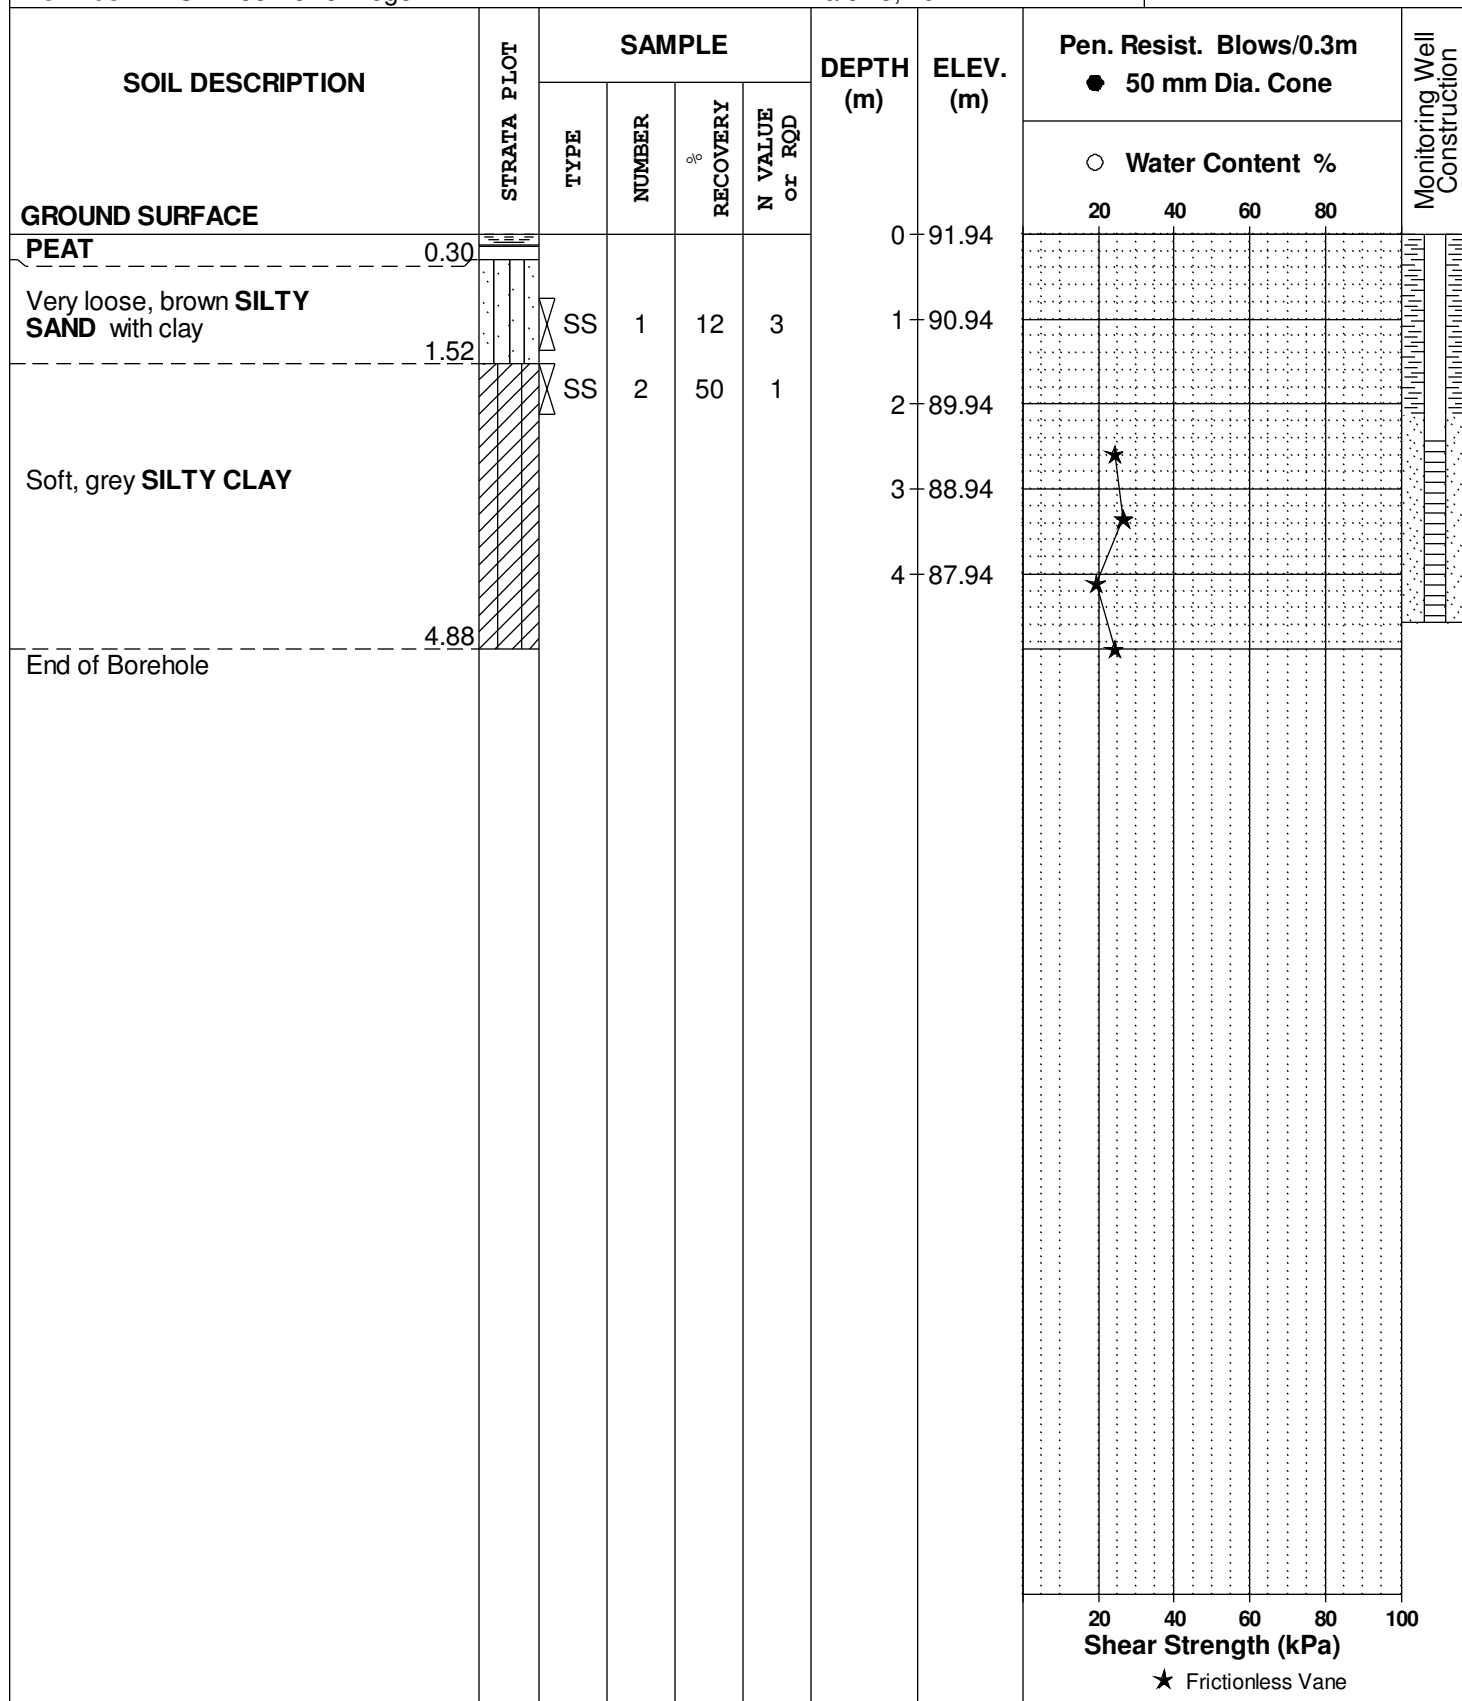 SOIL DESCRIPTION
GROUND SURFACE
STRATA PLOT
SAMPLE
TYPE
NUMBER
%
RECOVERY
N VALUE
or RQD
DEPTH
(m)
ELEV.
(m)
Pen. Resist. Blows/0.3m
● 50 mm Dia. Cone
○ Water Content %
20 40 60 80
Monitoring Well
Construction
0 91.94
PEAT 0.30
Very loose, brown SILTY
SAND with clay
SS 1 12 3
1 90.94
1.52
SS 2 50 1
2 89.94
Soft, grey SILTY CLAY
3 88.94
4 87.94
4.88
End of Borehole
20 40 60 80 100
Shear Strength (kPa)
★ Frictionless Vane